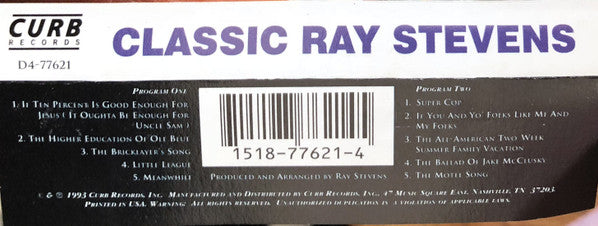 CURB
RECORDS
D4-77621
CLASSIC RAY STEVENS
PROGRAM ONE
1. If TEN PERCENT IS GOOD ENOUGH FOR
JESUS (IT OUGHTA BE ENOUGH FOR
UNCLE SAM)
2. THE HIGHER EDUCATION OF OLE BLUE
3. THE BRICKLAYER'S SONG
4. LITTLE LEAGUE
5. MEANWHILE
1518-77621-4
PRODUCED AND ARRANGED BY RAY STEVENS
PROGRAM TWO
1. SUPER COP
2. IF YOU AND YO' FOLKS LIKE ME AND
MY FOLKS
3. THE ALL-AMERICAN TWO WEEK
SUMMER FAMILY VACATION
4. THE BALLAD OF JAKE MCCLUSKY
5. THE MOTEL SONG
© & ℗ 1993 CURB RECORDS, INC. MANUFACTURED AND DISTRIBUTED BY CURB RECORDS, INC., 47 MUSIC SQUARE EAST, NASHVILLE, TN 37203.
PRINTED IN USA. WARNING: ALL RIGHTS RESERVED. UNAUTHORIZED DUPLICATION IS A VIOLATION OF APPLICABLE LAWS.